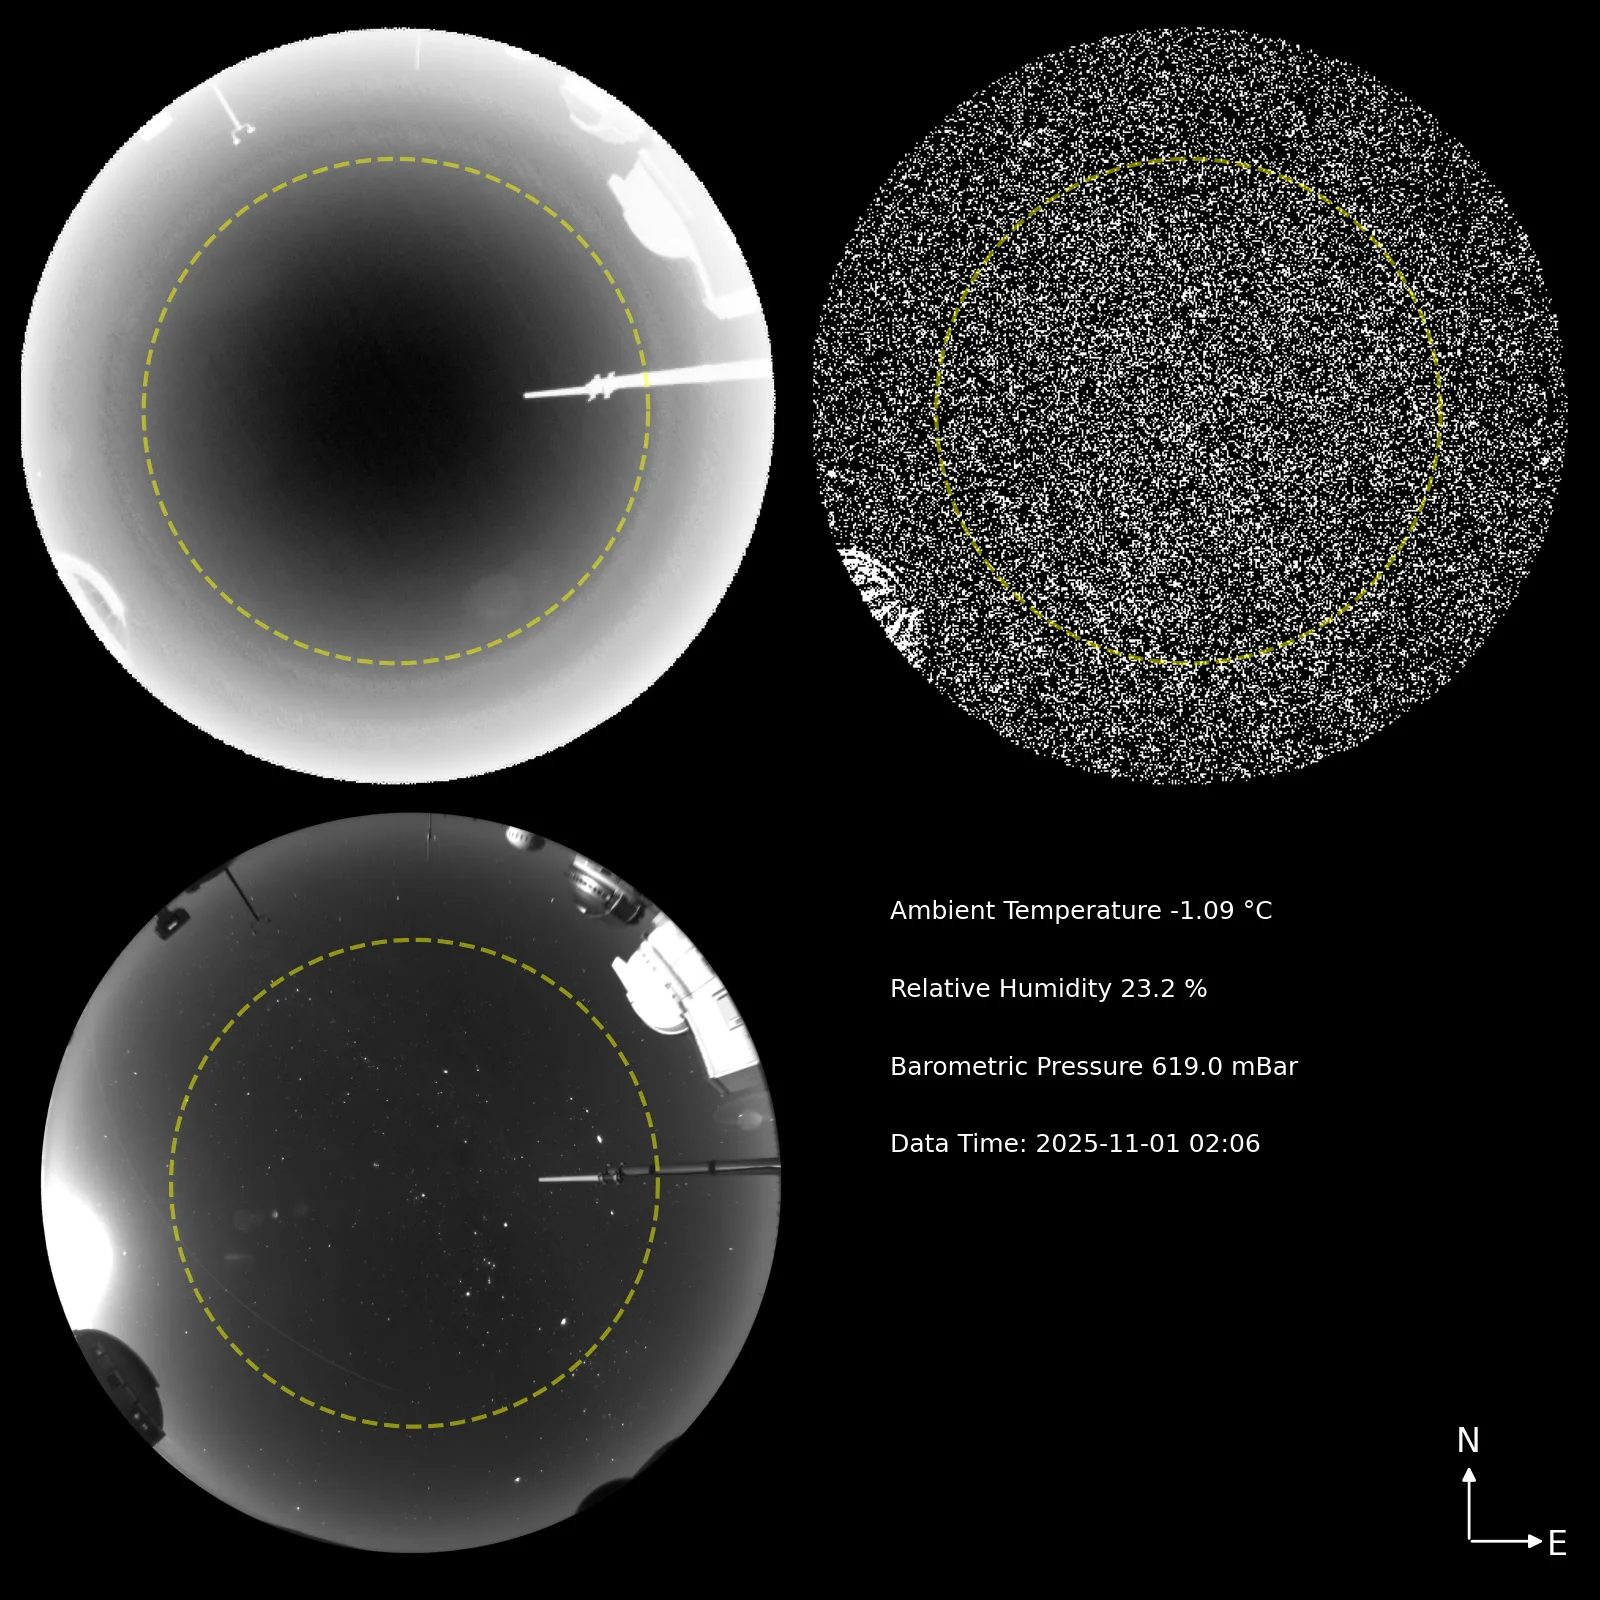 Ambient Temperature -1.09 °C
Relative Humidity 23.2 %
Barometric Pressure 619.0 mBar
Data Time: 2025-11-01 02:06
N
E